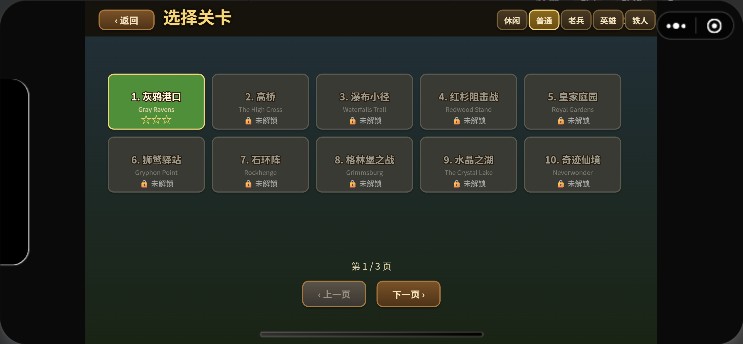 ‹ 返回
选择关卡
休闲
普通
老兵
英雄
铁人
1. 灰鸦港口
Gray Ravens
☆☆☆
2. 高桥
The High Cross
🔒 未解锁
3. 瀑布小径
Waterfalls Trail
🔒 未解锁
4. 红杉阻击战
Redwood Stand
🔒 未解锁
5. 皇家庭园
Royal Gardens
🔒 未解锁
6. 狮鹫驿站
Gryphon Point
🔒 未解锁
7. 石环阵
Rockhenge
🔒 未解锁
8. 格林堡之战
Grimmsburg
🔒 未解锁
9. 水晶之湖
The Crystal Lake
🔒 未解锁
10. 奇迹仙境
Neverwonder
🔒 未解锁
第 1 / 3 页
‹ 上一页
下一页 ›